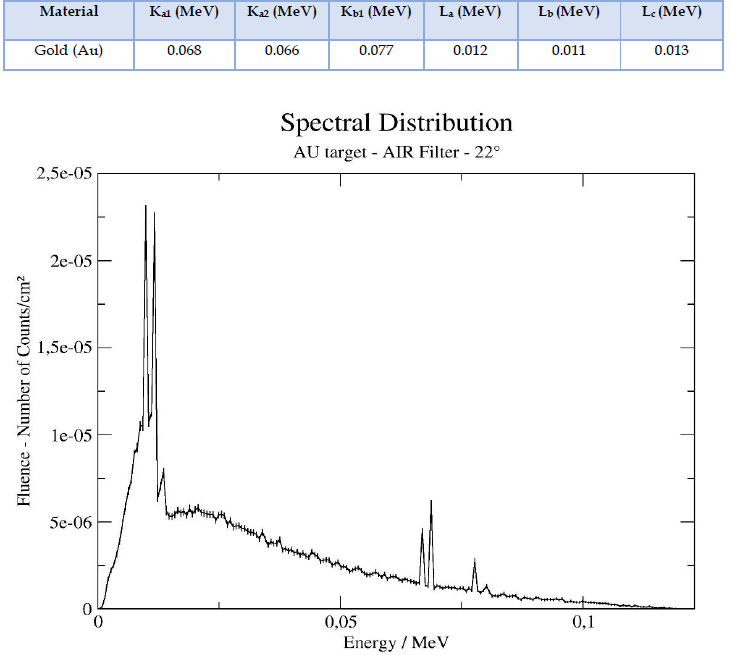 Material Ka1 (MeV) Ka2 (MeV) Kb1 (MeV) La (MeV) Lb (MeV) Lc (MeV)
Gold (Au) 0.068 0.066 0.077 0.012 0.011 0.013
Spectral Distribution
AU target - AIR Filter - 22°
2,5e-05
2e-05
1,5e-05
1e-05
5e-06
0
Fluence - Number of Counts/cm²
0 0,05 0,1
Energy / MeV